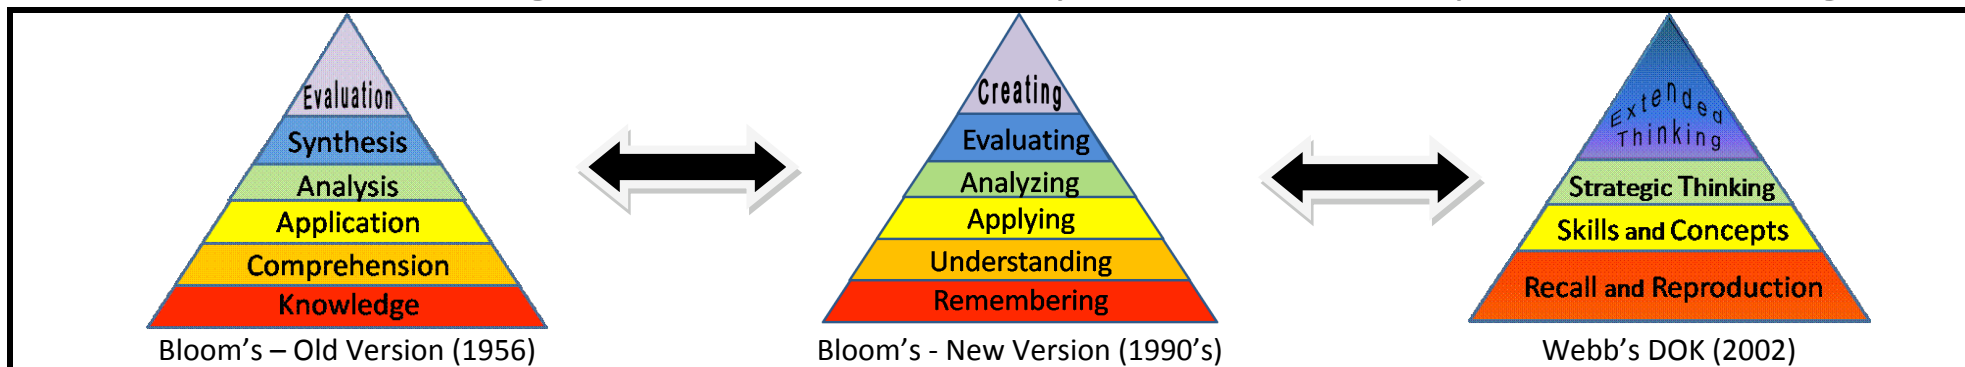 Evaluation
Synthesis
Analysis
Application
Comprehension
Knowledge
Bloom's – Old Version (1956)
Creating
Evaluating
Analyzing
Applying
Understanding
Remembering
Bloom's - New Version (1990's)
Extended
Thinking
Strategic Thinking
Skills and Concepts
Recall and Reproduction
Webb's DOK (2002)